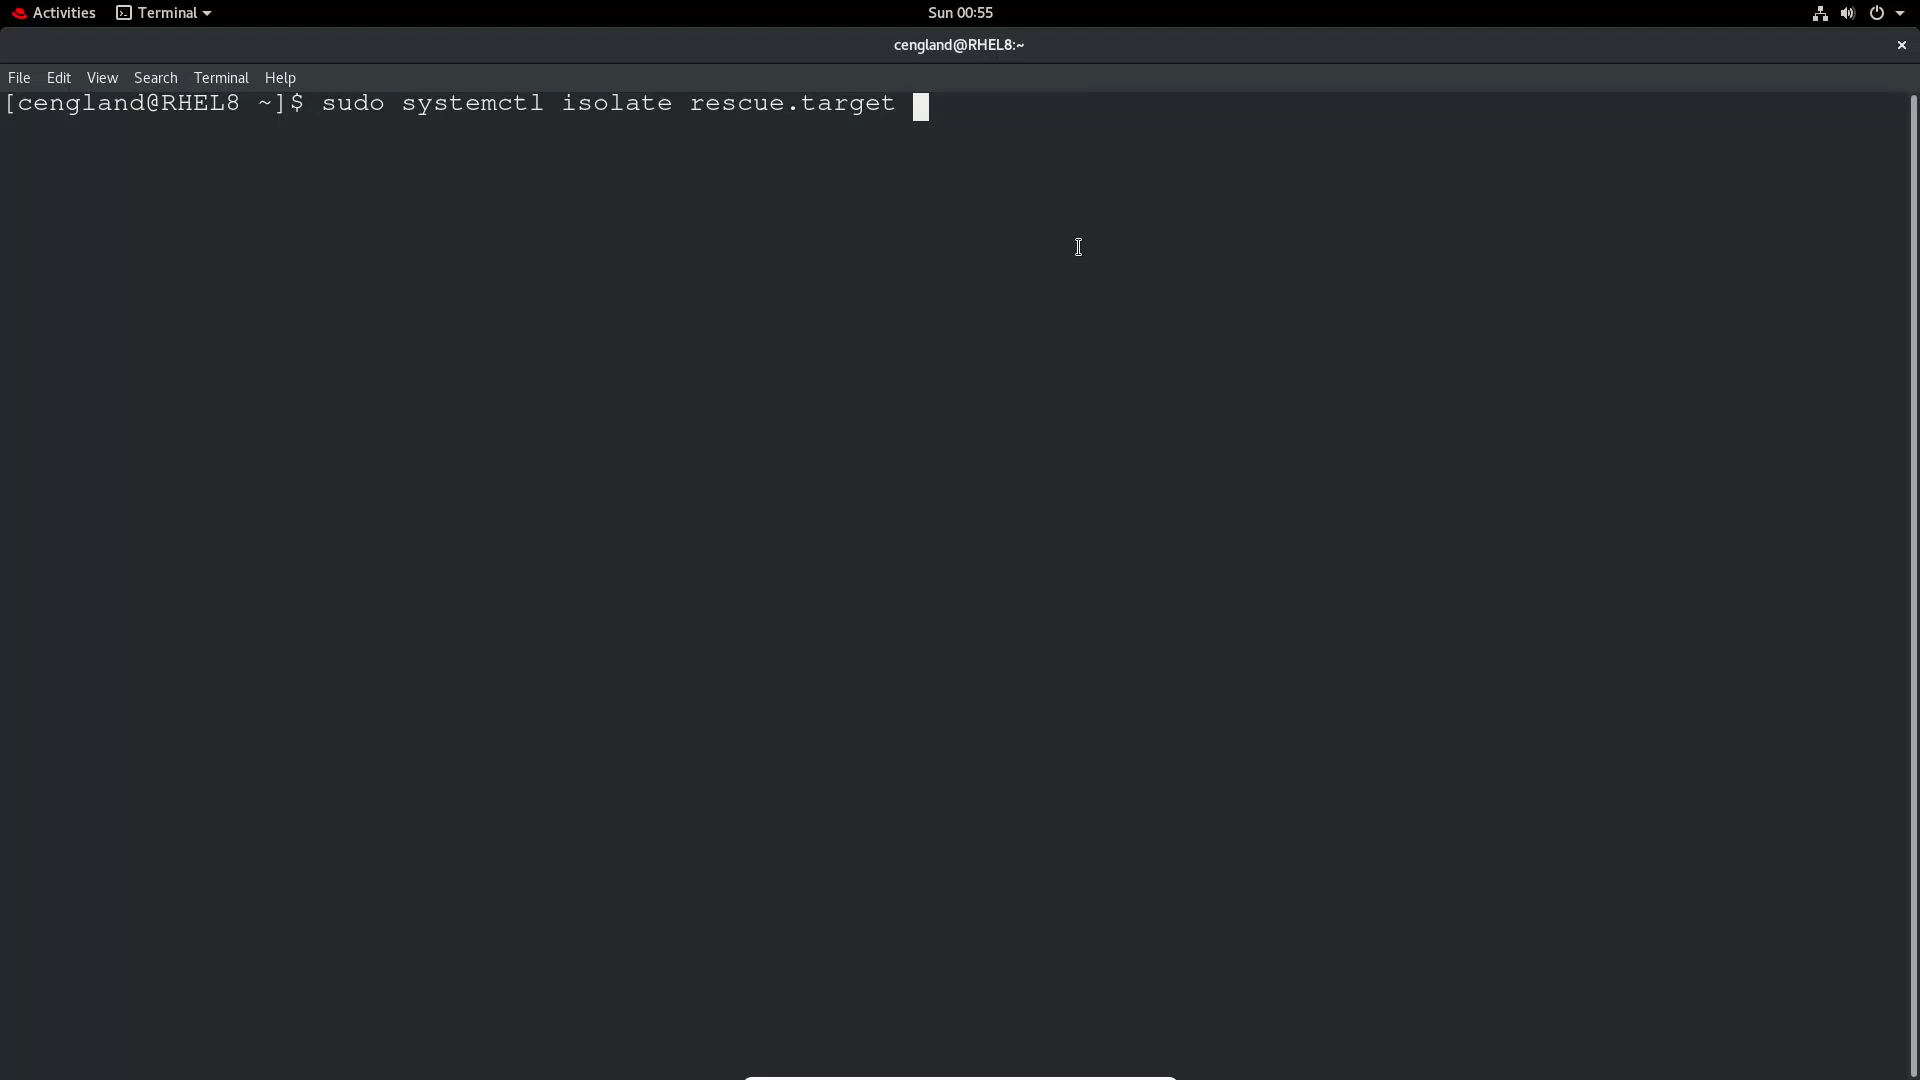 Activities Terminal Sun 00:55
cengland@RHEL8:~ ×
File Edit View Search Terminal Help
[cengland@RHEL8 ~]$ sudo systemctl isolate rescue.target